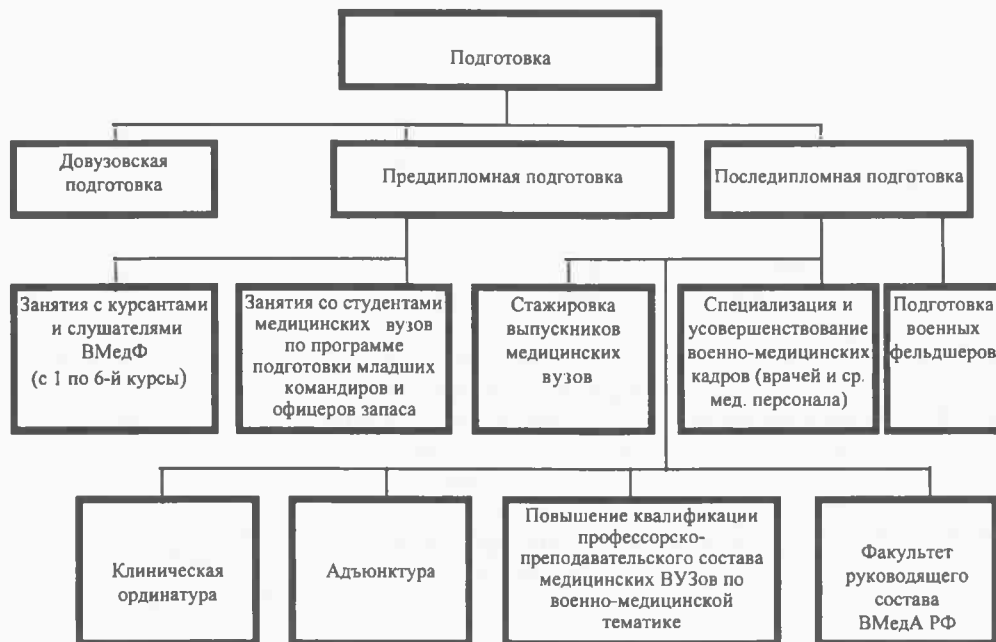 Подготовка
Довузовская
подготовка
Преддипломная подготовка
Последипломная подготовка
Занятия с курсантами
и слушателями
ВМедФ
(с 1 по 6-й курсы)
Занятия со студентами
медицинских вузов
по программе
подготовки младших
командиров и
офицеров запаса
Стажировка
выпускников
медицинских
вузов
Специализация и
усовершенствование
военно-медицинских
кадров (врачей и ср.
мед. персонала)
Подготовка
военных
фельдшеров
Клиническая
ординатура
Адъюнктура
Повышение квалификации
профессорско-
преподавательского состава
медицинских ВУЗов по
военно-медицинской
тематике
Факультет
руководящего
состава
ВМедА РФ